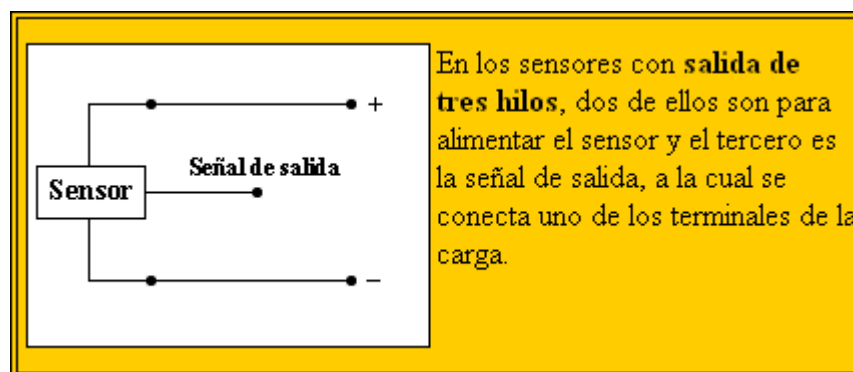 En los sensores con salida de
tres hilos, dos de ellos son para
alimentar el sensor y el tercero es
la señal de salida, a la cual se
conecta uno de los terminales de la
carga.
+
Señal de salida
Sensor
−